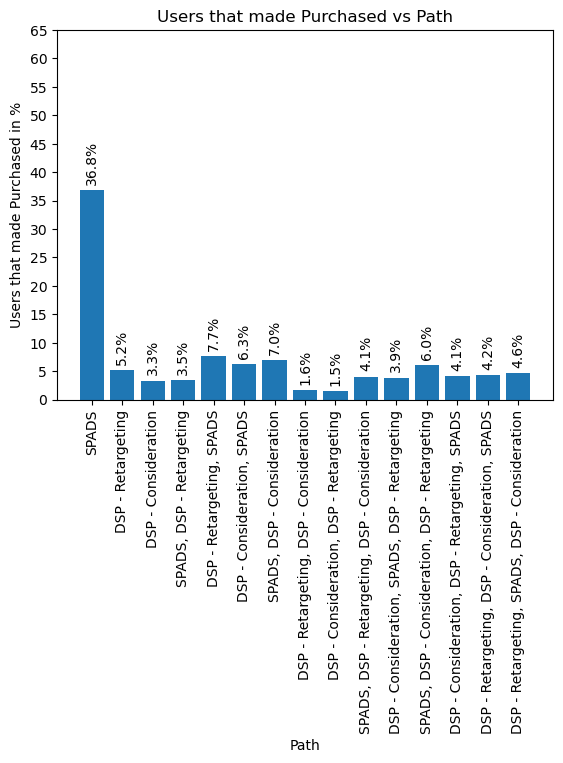 Users that made Purchased vs Path
Users that made Purchased in %
65
60
55
50
45
40
35
30
25
20
15
10
5
0
36.8%
5.2%
3.3%
3.5%
7.7%
6.3%
7.0%
1.6%
1.5%
4.1%
3.9%
6.0%
4.1%
4.2%
4.6%
SPADS
DSP - Retargeting
DSP - Consideration
SPADS, DSP - Retargeting
DSP - Retargeting, SPADS
DSP - Consideration, SPADS
SPADS, DSP - Consideration
DSP - Retargeting, DSP - Consideration
DSP - Consideration, DSP - Retargeting
SPADS, DSP - Retargeting, DSP - Consideration
DSP - Consideration, SPADS, DSP - Retargeting
SPADS, DSP - Consideration, DSP - Retargeting
DSP - Consideration, DSP - Retargeting, SPADS
DSP - Retargeting, DSP - Consideration, SPADS
DSP - Retargeting, SPADS, DSP - Consideration
Path